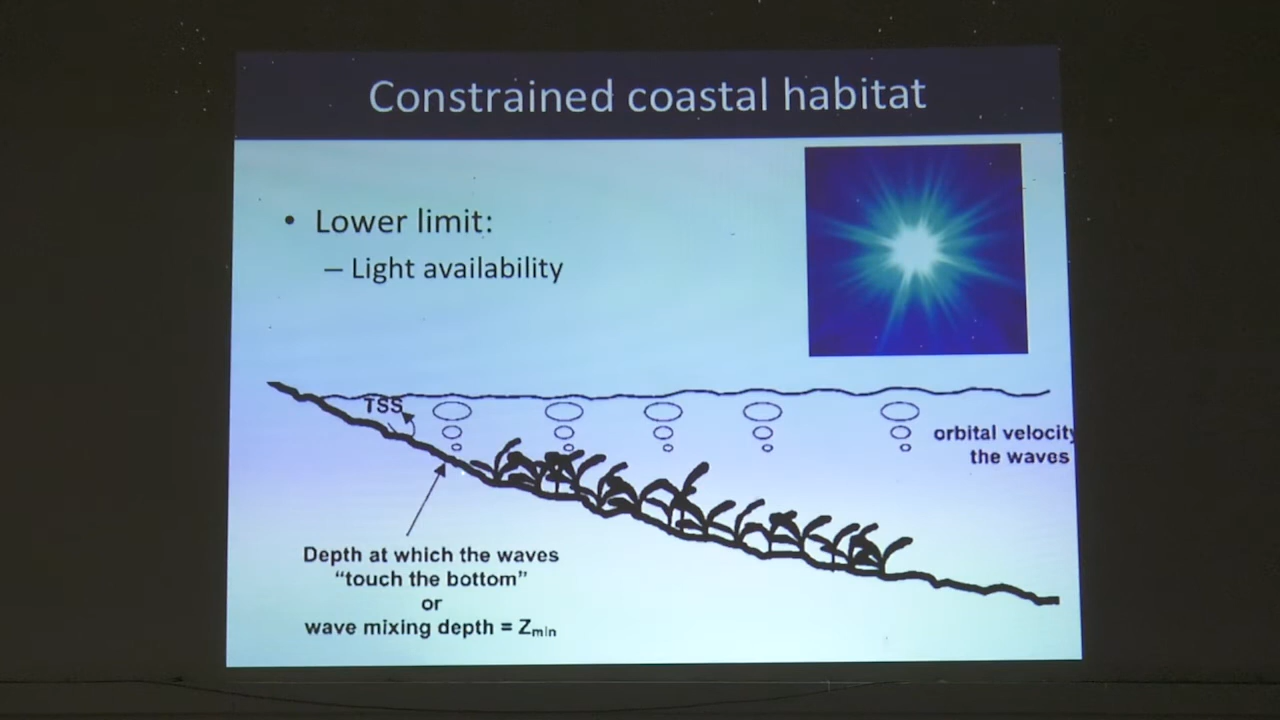 Constrained coastal habitat
• Lower limit:
– Light availability
TSS
orbital velocity
the waves
Depth at which the waves
"touch the bottom"
or
wave mixing depth = Zmin